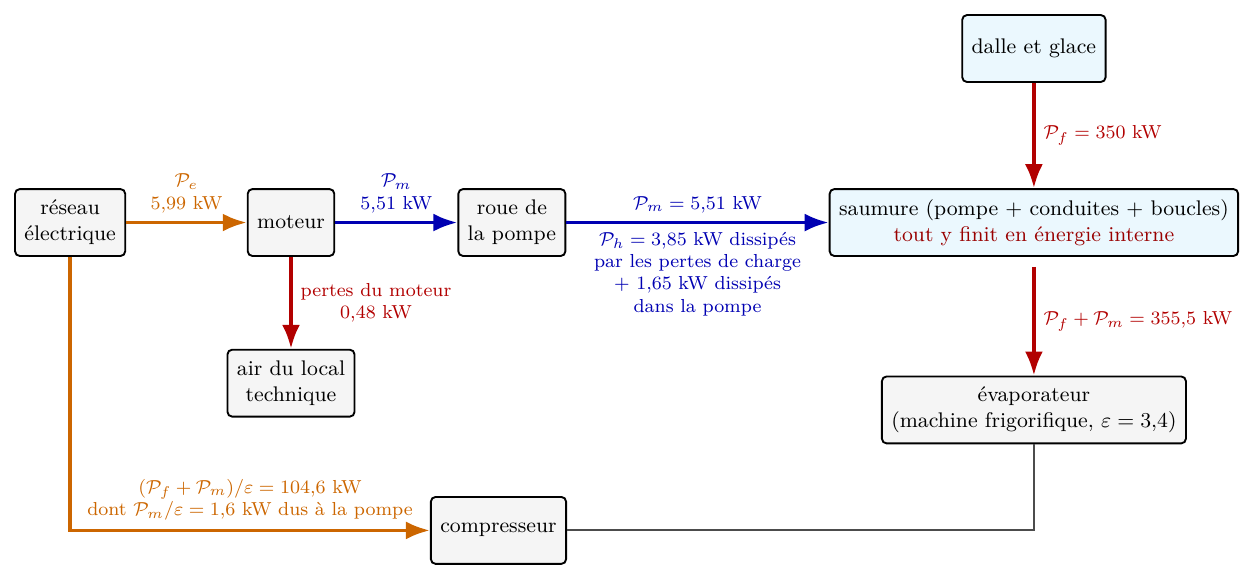 dalle et glace
𝒫_f = 350 kW
𝒫_e
5,99 kW
𝒫_m
5,51 kW
réseau
électrique
moteur
roue de
la pompe
𝒫_m = 5,51 kW
𝒫_h = 3,85 kW dissipés
par les pertes de charge
+ 1,65 kW dissipés
dans la pompe
saumure (pompe + conduites + boucles)
tout y finit en énergie interne
pertes du moteur
0,48 kW
𝒫_f + 𝒫_m = 355,5 kW
air du local
technique
évaporateur
(machine frigorifique, ε = 3,4)
(𝒫_f + 𝒫_m)/ε = 104,6 kW
dont 𝒫_m/ε = 1,6 kW dus à la pompe
compresseur